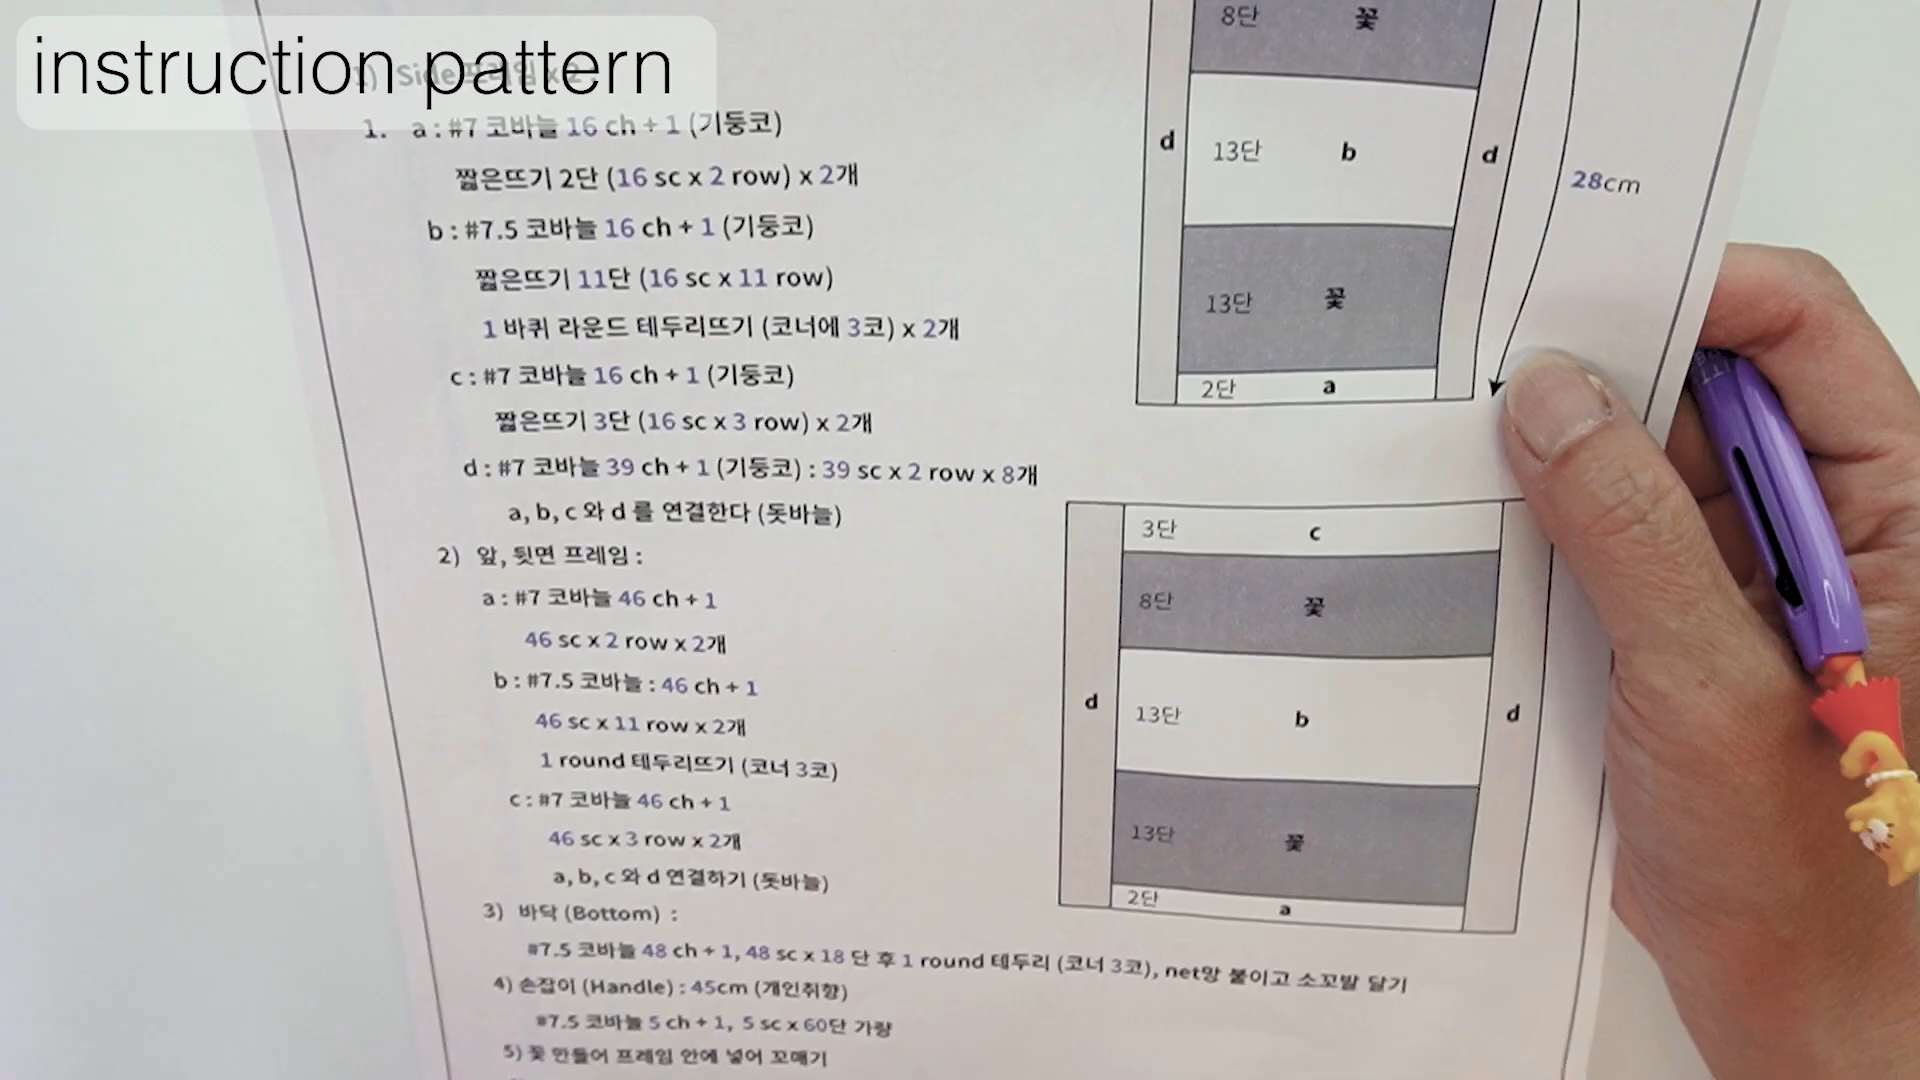 instruction pattern
1) Side 프레임 x 2 :
1. a : #7 코바늘 16 ch + 1 (기둥코)
짧은뜨기 2단 (16 sc x 2 row) x 2개
b : #7.5 코바늘 16 ch + 1 (기둥코)
짧은뜨기 11단 (16 sc x 11 row)
1 바퀴 라운드 테두리뜨기 (코너에 3코) x 2개
c : #7 코바늘 16 ch + 1 (기둥코)
짧은뜨기 3단 (16 sc x 3 row) x 2개
d : #7 코바늘 39 ch + 1 (기둥코) : 39 sc x 2 row x 8개
a, b, c 와 d 를 연결한다 (돗바늘)
2) 앞, 뒷면 프레임 :
a : #7 코바늘 46 ch + 1
46 sc x 2 row x 2개
b : #7.5 코바늘 : 46 ch + 1
46 sc x 11 row x 2개
1 round 테두리뜨기 (코너 3코)
c : #7 코바늘 46 ch + 1
46 sc x 3 row x 2개
a, b, c 와 d 연결하기 (돗바늘)
3) 바닥 (Bottom) :
#7.5 코바늘 48 ch + 1, 48 sc x 18 단 후 1 round 테두리 (코너 3코), net망 붙이고 소꼬발 달기
4) 손잡이 (Handle) : 45cm (개인취향)
#7.5 코바늘 5 ch + 1, 5 sc x 60단 가량
5) 꽃 만들어 프레임 안에 넣어 꼬매기
8단 꽃
d 13단 b d
28cm
13단 꽃
2단 a
3단 c
8단 꽃
d 13단 b d
13단 꽃
2단 a